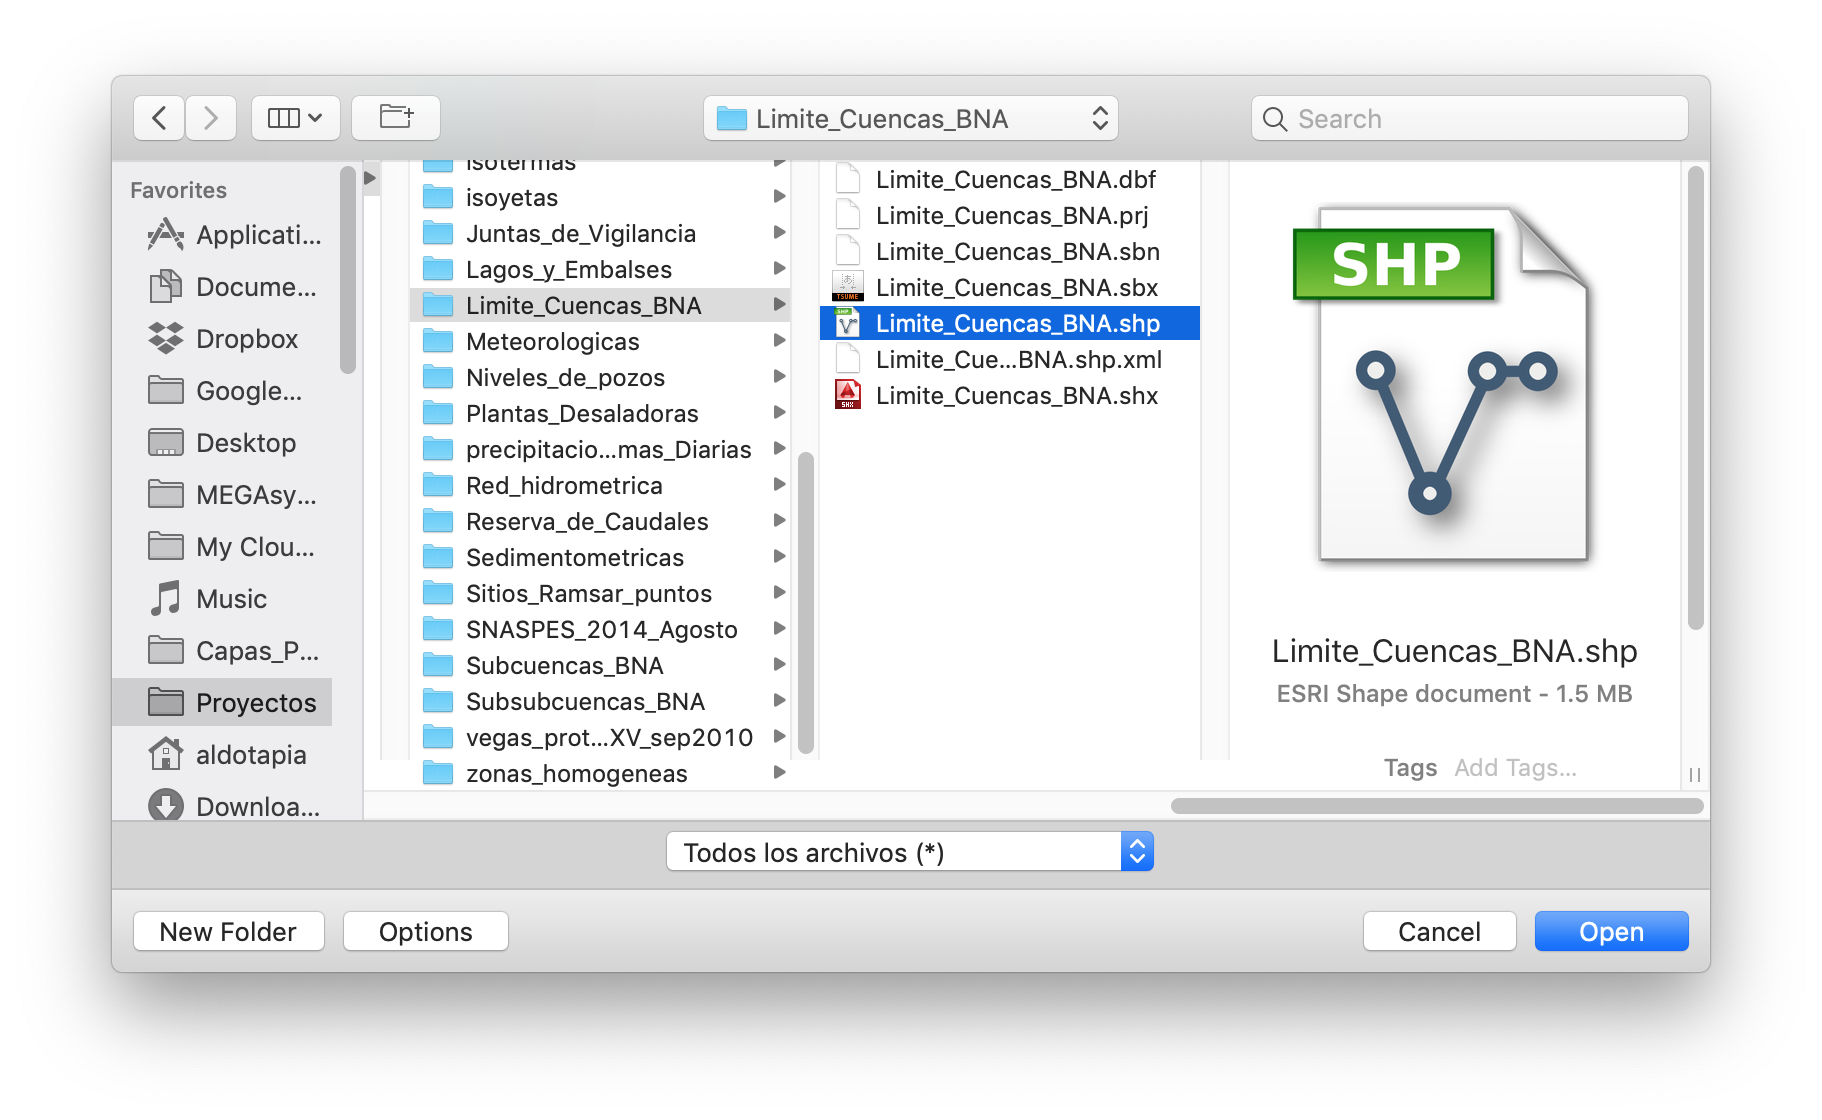 Limite_Cuencas_BNA
Search
Favorites
Applicati...
Docume...
Dropbox
Google...
Desktop
MEGAsy...
My Clou...
Music
Capas_P...
Proyectos
aldotapia
Downloa...
isotermas
isoyetas
Juntas_de_Vigilancia
Lagos_y_Embalses
Limite_Cuencas_BNA
Meteorologicas
Niveles_de_pozos
Plantas_Desaladoras
precipitacio...mas_Diarias
Red_hidrometrica
Reserva_de_Caudales
Sedimentometricas
Sitios_Ramsar_puntos
SNASPES_2014_Agosto
Subcuencas_BNA
Subsubcuencas_BNA
vegas_prot...XV_sep2010
zonas_homogeneas
Limite_Cuencas_BNA.dbf
Limite_Cuencas_BNA.prj
Limite_Cuencas_BNA.sbn
TSUME
Limite_Cuencas_BNA.sbx
SHP
Limite_Cuencas_BNA.shp
Limite_Cue...BNA.shp.xml
SHX
Limite_Cuencas_BNA.shx
SHP
Limite_Cuencas_BNA.shp
ESRI Shape document - 1.5 MB
Tags Add Tags...
Todos los archivos (*)
New Folder
Options
Cancel
Open